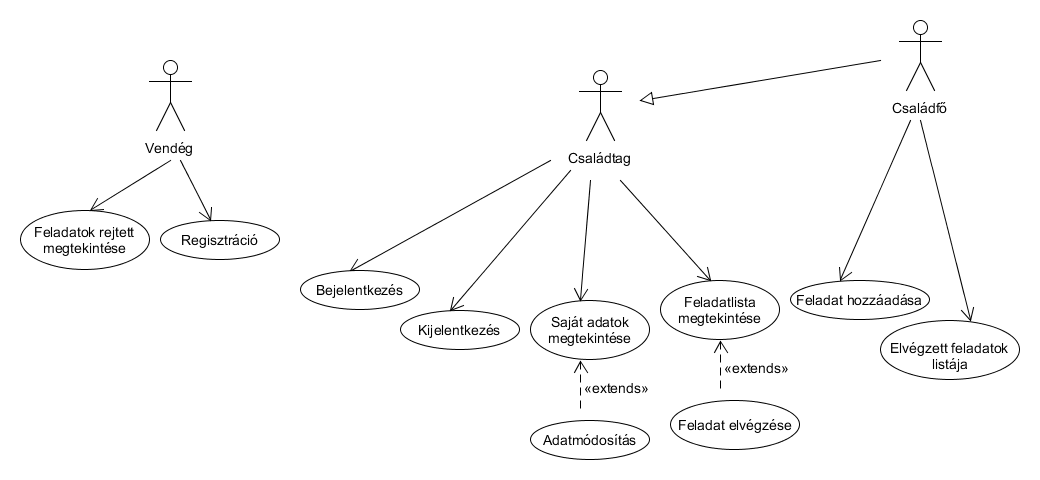 Vendég
Feladatok rejtett
megtekintése
Regisztráció
Családtag
Családfő
Bejelentkezés
Kijelentkezés
Saját adatok
megtekintése
Feladatlista
megtekintése
«extends»
Adatmódosítás
«extends»
Feladat elvégzése
Feladat hozzáadása
Elvégzett feladatok
listája